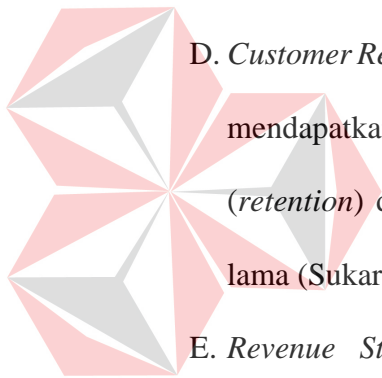 D. Customer Re
mendapatka
(retention)
lama (Sukar
E. Revenue St